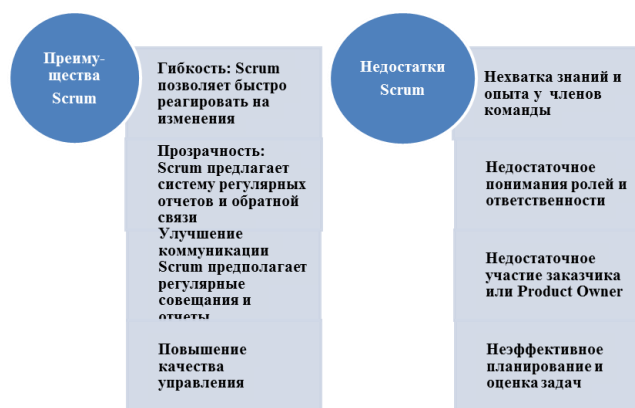 Преиму-
щества
Scrum
Гибкость: Scrum
позволяет быстро
реагировать на
изменения
Прозрачность:
Scrum предлагает
систему регулярных
отчетов и обратной
связи
Улучшение
коммуникации
Scrum предполагает
регулярные
совещания и
отчеты
Повышение
качества
управления
Недостатки
Scrum
Нехватка знаний и
опыта у членов
команды
Недостаточное
понимания ролей и
ответственности
Недостаточное
участие заказчика
или Product Owner
Неэффективное
планирование и
оценка задач